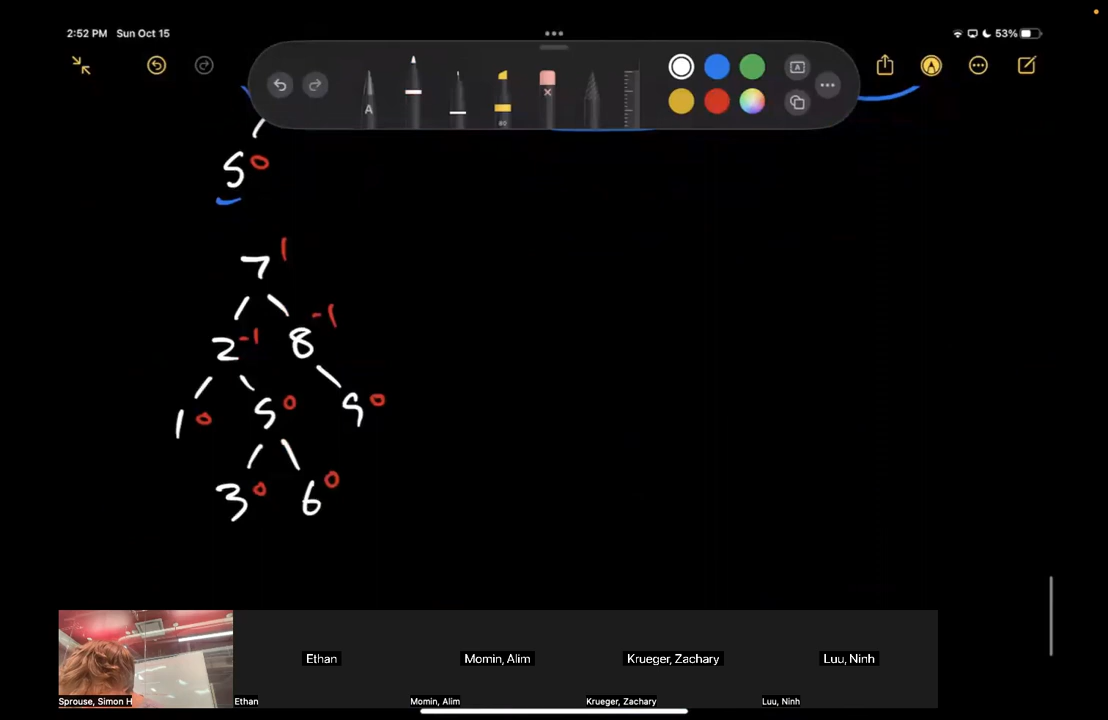 2:52 PM Sun Oct 15
53%
A
80
A
5 0
7 1
2 -1 8 -1
1 0 5 0 9 0
3 0 6 0
Ethan
Momin, Alim
Krueger, Zachary
Luu, Ninh
Sprouse, Simon H
Ethan
Momin, Alim
Krueger, Zachary
Luu, Ninh